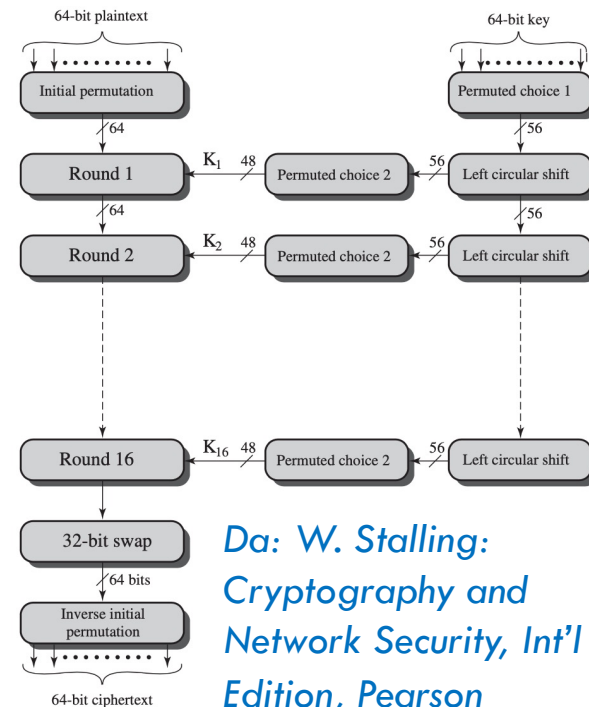 64-bit plaintext
64-bit key
Initial permutation
Permuted choice 1
64
56
Round 1
K1
48
Permuted choice 2
56
Left circular shift
64
56
Round 2
K2
48
Permuted choice 2
56
Left circular shift
Round 16
K16
48
Permuted choice 2
56
Left circular shift
32-bit swap
64 bits
Inverse initial
permutation
64-bit ciphertext
Da: W. Stalling:
Cryptography and
Network Security, Int'l
Edition, Pearson